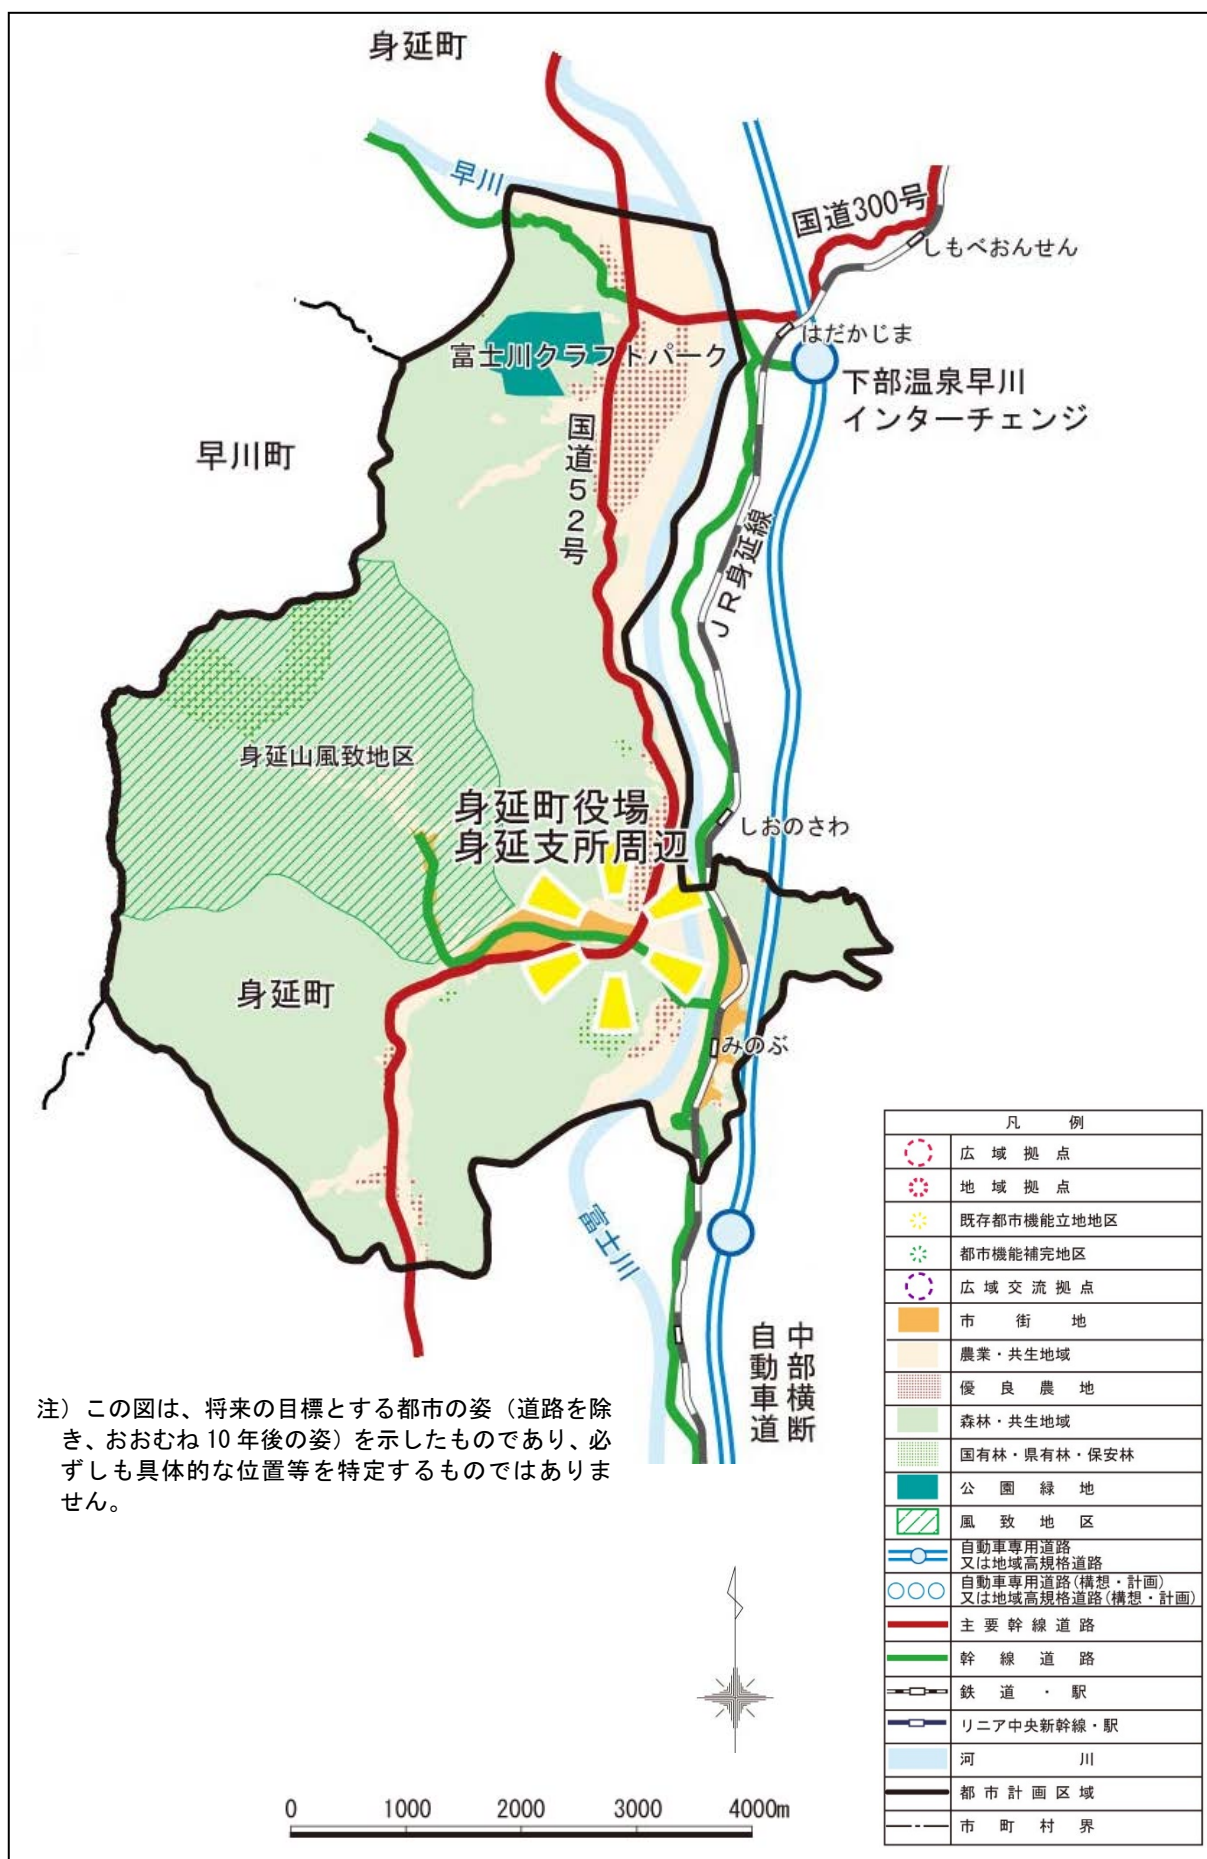 身延町
早川
国道300号
しもべおんせん
はだかじま
富士川クラフトパーク
下部温泉早川
インターチェンジ
早川町
国道52号
JR身延線
身延山風致地区
身延町役場
身延支所周辺
しおのさわ
身延町
みのぶ
富士川
中部横断
自動車道
注）この図は、将来の目標とする都市の姿（道路を除
き、おおむね10年後の姿）を示したものであり、必
ずしも具体的な位置等を特定するものではありま
せん。
凡例
広域拠点
地域拠点
既存都市機能立地地区
都市機能補完地区
広域交流拠点
市街地
農業・共生地域
優良農地
森林・共生地域
国有林・県有林・保安林
公園緑地
風致地区
自動車専用道路
又は地域高規格道路
自動車専用道路(構想・計画)
又は地域高規格道路(構想・計画)
主要幹線道路
幹線道路
鉄道・駅
リニア中央新幹線・駅
河川
都市計画区域
市町村界
0 1000 2000 3000 4000m